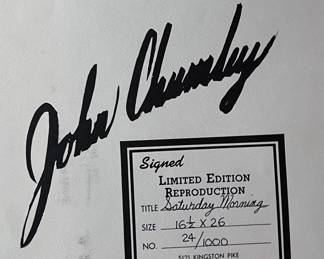 John Chumley
Signed
LIMITED EDITION
REPRODUCTION
TITLE Saturday Morning
SIZE 16½ X 26
NO. 24/1000
5121 KINGSTON PIKE